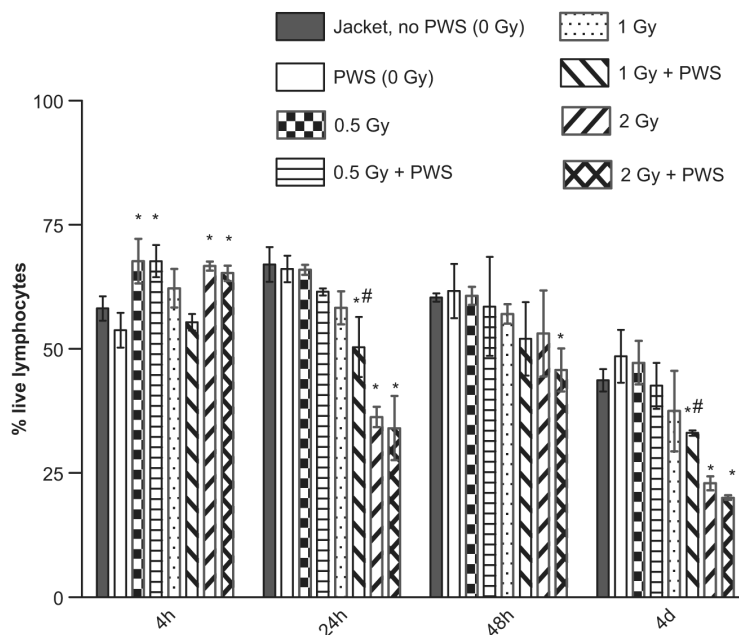 Jacket, no PWS (0 Gy)
PWS (0 Gy)
0.5 Gy
0.5 Gy + PWS
1 Gy
1 Gy + PWS
2 Gy
2 Gy + PWS
% live lymphocytes
100
75
50
25
0
* * * *
*# * *
*
*# * *
4h
24h
48h
4d